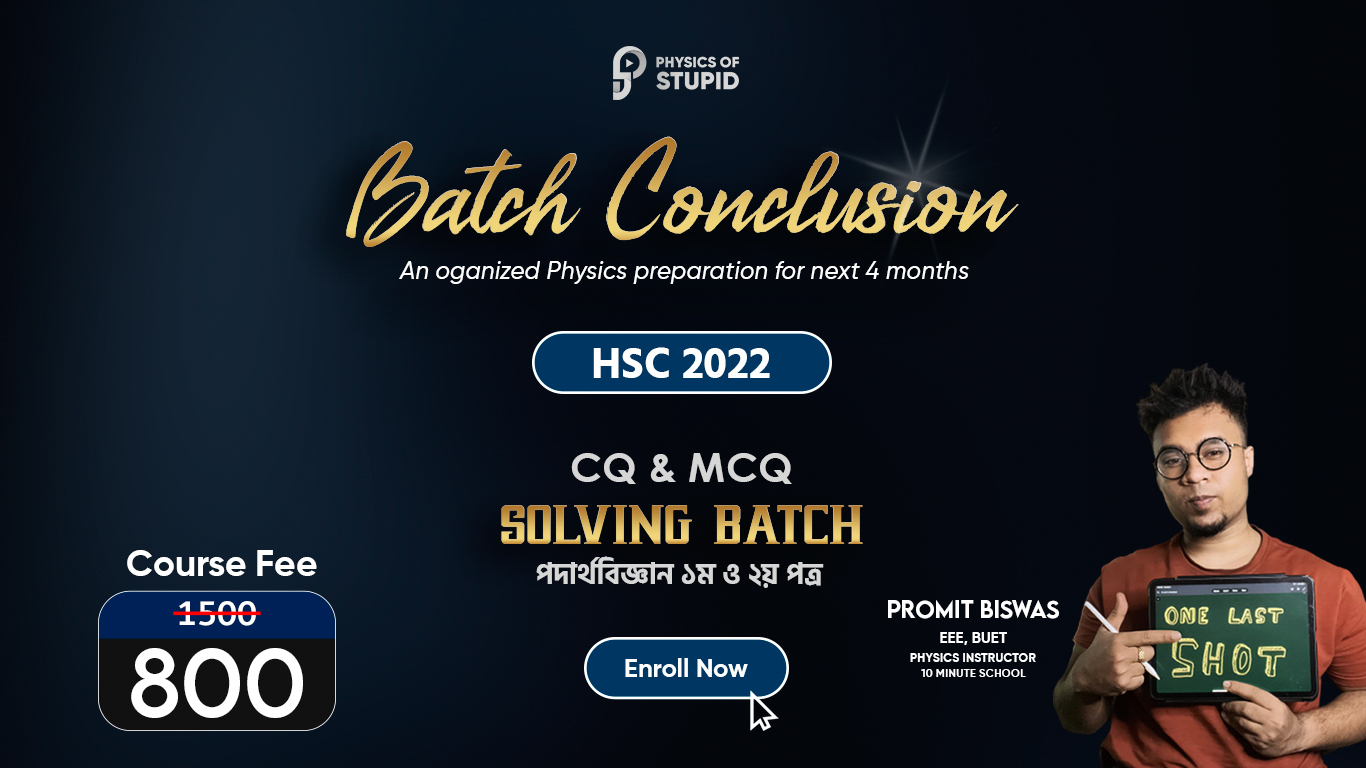 PHYSICS OF
STUPID
Batch Conclusion
An oganized Physics preparation for next 4 months
HSC 2022
CQ & MCQ
SOLVING BATCH
পদার্থবিজ্ঞান ১ম ও ২য় পত্র
Course Fee
1500
800
Enroll Now
PROMIT BISWAS
EEE, BUET
PHYSICS INSTRUCTOR
10 MINUTE SCHOOL
ONE LAST
SHOT